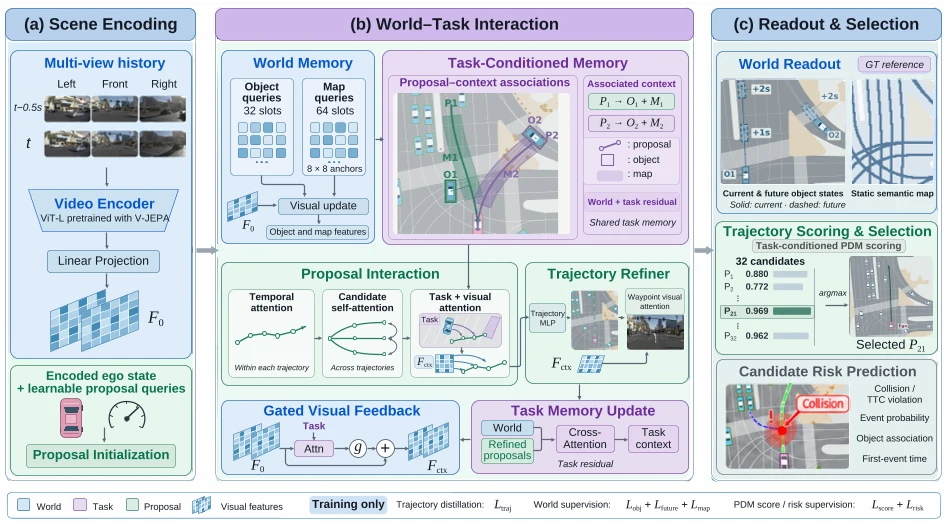 (a) Scene Encoding
Multi-view history
Left Front Right
t−0.5s
t
Video Encoder
ViT-L pretrained with V-JEPA
Linear Projection
F0
Encoded ego state
+ learnable proposal queries
Proposal Initialization
(b) World–Task Interaction
World Memory
Object
queries
32 slots
Map
queries
64 slots
8 × 8 anchors
F0
Visual update
Object and map features
Task-Conditioned Memory
Proposal–context associations
P1
O2
P2
M1
M2
O1
Associated context
P1 → O1 + M1
P2 → O2 + M2
: proposal
: object
: map
World + task residual
Shared task memory
Proposal Interaction
Temporal
attention
Within each trajectory
Candidate
self-attention
Across trajectories
Task + visual
attention
Task
Fctx
Trajectory Refiner
Trajectory
MLP
Waypoint visual
attention
Fctx
Gated Visual Feedback
Task
Attn
g
+
F0
Fctx
Task Memory Update
World
Refined
proposals
Cross-
Attention
Task
context
Task residual
(c) Readout & Selection
World Readout
GT reference
+2s
+2s
+1s
O2
O1
Current & future object states
Static semantic map
Solid: current · dashed: future
Trajectory Scoring & Selection
Task-conditioned PDM scoring
32 candidates
P1 0.880
P2 0.772
⋮
P21 0.969
⋮
P32 0.962
argmax
Ego
Selected P21
Candidate Risk Prediction
!
Collision
Collision /
TTC violation
Event probability
Object association
First-event time
World
Task
Proposal
Visual features
Training only
Trajectory distillation: Ltraj
World supervision: Lobj + Lfuture + Lmap
PDM score / risk supervision: Lscore + Lrisk